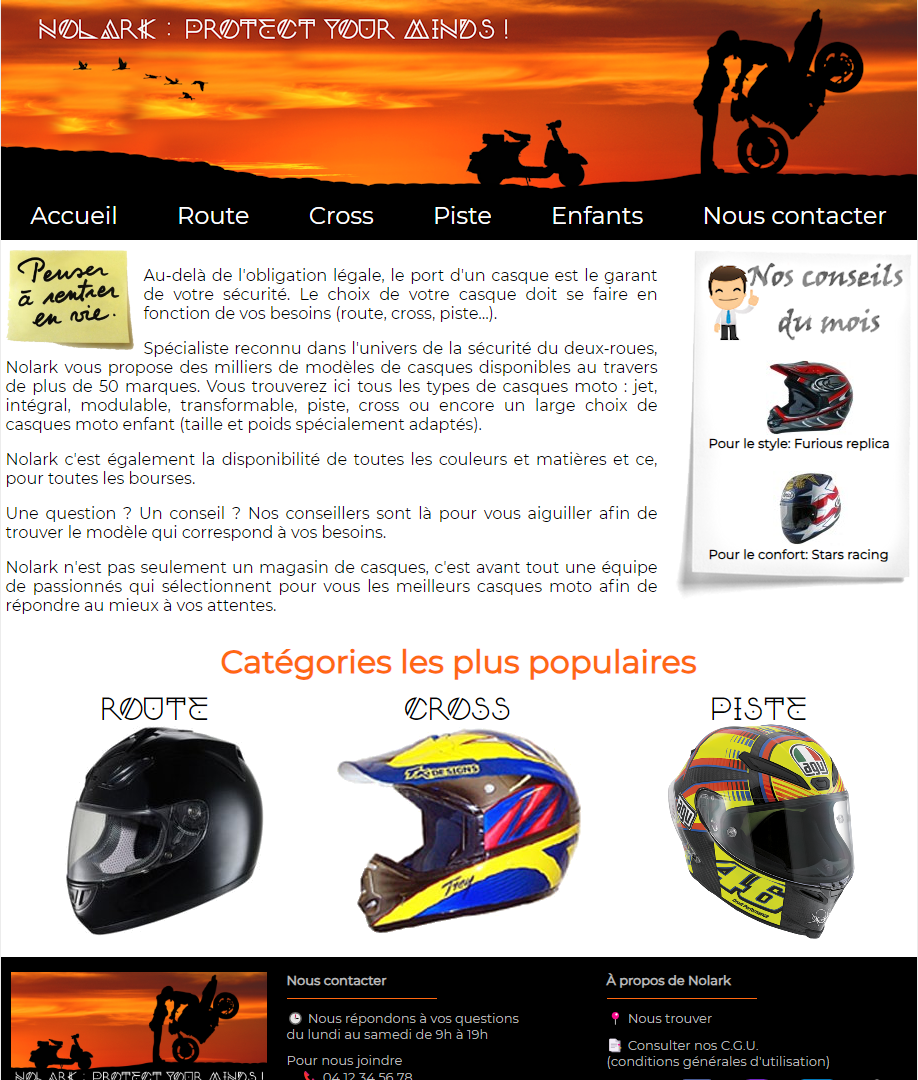 NOLARK : PROTECT YOUR MINDS !
Accueil Route Cross Piste Enfants Nous contacter
Penser
à rentrer
en vie.
Au-delà de l'obligation légale, le port d'un casque est le garant
de votre sécurité. Le choix de votre casque doit se faire en
fonction de vos besoins (route, cross, piste...).
Spécialiste reconnu dans l'univers de la sécurité du deux-roues,
Nolark vous propose des milliers de modèles de casques disponibles au travers
de plus de 50 marques. Vous trouverez ici tous les types de casques moto : jet,
intégral, modulable, transformable, piste, cross ou encore un large choix de
casques moto enfant (taille et poids spécialement adaptés).
Nolark c'est également la disponibilité de toutes les couleurs et matières et ce,
pour toutes les bourses.
Une question ? Un conseil ? Nos conseillers sont là pour vous aiguiller afin de
trouver le modèle qui correspond à vos besoins.
Nolark n'est pas seulement un magasin de casques, c'est avant tout une équipe
de passionnés qui sélectionnent pour vous les meilleurs casques moto afin de
répondre au mieux à vos attentes.
Nos conseils
du mois
Pour le style: Furious replica
Pour le confort: Stars racing
Catégories les plus populaires
ROUTE
CROSS
PISTE
DESIGNS
Troy
agv
AGV
46
NOLARK : PROTECT YOUR MINDS !
Nous contacter
Nous répondons à vos questions
du lundi au samedi de 9h à 19h
Pour nous joindre
04 12 34 56 78
À propos de Nolark
Nous trouver
Consulter nos C.G.U.
(conditions générales d'utilisation)